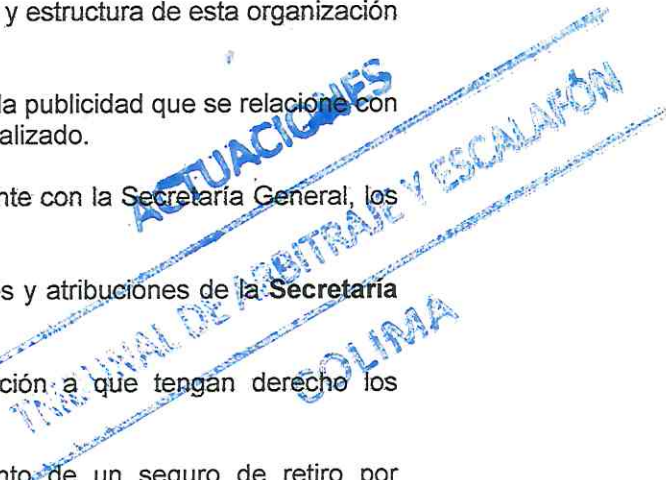 y estructura de esta organización
la publicidad que se relacione con
alizado.
nte con la Secretaría General, los
s y atribuciones de la Secretaría
ción a que tengan derecho los
nto de un seguro de retiro por
ACTUACIONES
TRIBUNAL DE ARBITRAJE Y ESCALAFÓN
COLIMA